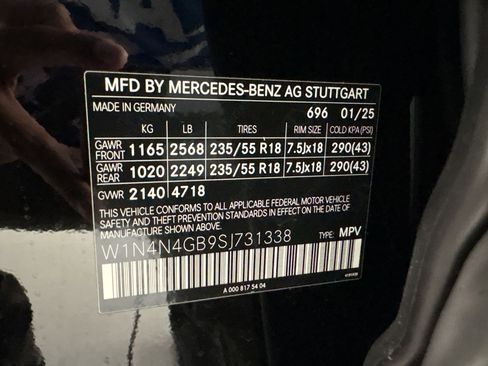 MFD BY MERCEDES-BENZ AG STUTTGART
MADE IN GERMANY 696 01/25
KG LB TIRES RIM SIZE COLD KPA (PSI)
GAWR FRONT 1165 2568 235/55 R18 7.5Jx18 290(43)
GAWR REAR 1020 2249 235/55 R18 7.5Jx18 290(43)
GVWR 2140 4718
THIS VEHICLE CONFORMS TO ALL APPLICABLE FEDERAL MOTOR VEHICLE
SAFETY, BUMPER, AND THEFT PREVENTION STANDARDS IN EFFECT ON THE DATE OF
MANUFACTURE SHOWN ABOVE.
W1N4N4GB9SJ731338 TYPE: MPV
A 000 817 54 04